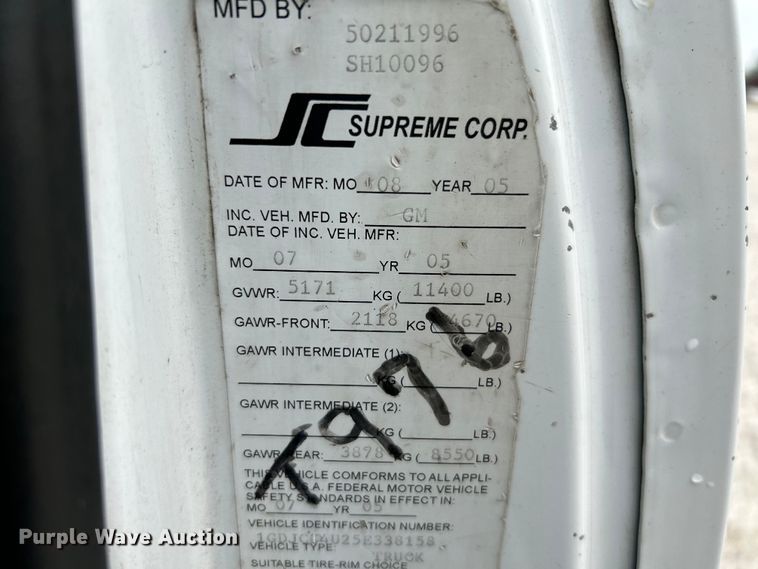 MFD BY:
50211996
SH10096
SC SUPREME CORP.
DATE OF MFR: MO 08 YEAR 05
INC. VEH. MFD. BY: GM
DATE OF INC. VEH. MFR:
MO 07 YR 05
GVWR: 5171 KG ( 11400 LB.)
GAWR-FRONT: 2118 KG ( 4670 LB.)
GAWR INTERMEDIATE (1):
KG ( LB.)
GAWR INTERMEDIATE (2):
KG ( LB.)
GAWR REAR: 3878 KG ( 8550 LB.)
T9976
THIS VEHICLE COMFORMS TO ALL APPLI-
CABLE U.S.A. FEDERAL MOTOR VEHICLE
SAFETY STANDARDS IN EFFECT IN:
MO 07 YR 05
VEHICLE IDENTIFICATION NUMBER:
VEHICLE TYPE: TRUCK
SUITABLE TIRE-RIM CHOICE
Purple Wave Auction